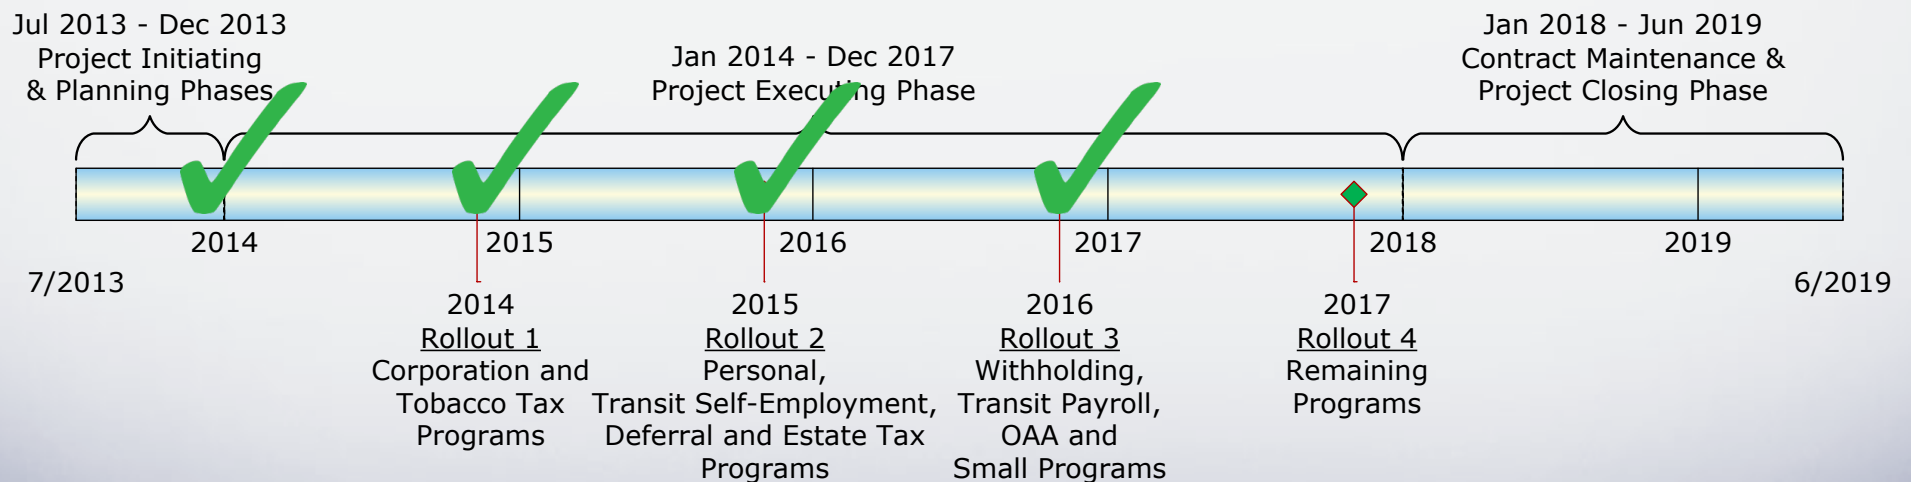 Jul 2013 - Dec 2013
Project Initiating
& Planning Phases
Jan 2014 - Dec 2017
Project Executing Phase
Jan 2018 - Jun 2019
Contract Maintenance &
Project Closing Phase
2014
2015
2016
2017
2018
2019
7/2013
6/2019
2014
Rollout 1
Corporation and
Tobacco Tax
Programs
2015
Rollout 2
Personal,
Transit Self-Employment,
Deferral and Estate Tax
Programs
2016
Rollout 3
Withholding,
Transit Payroll,
OAA and
Small Programs
2017
Rollout 4
Remaining
Programs